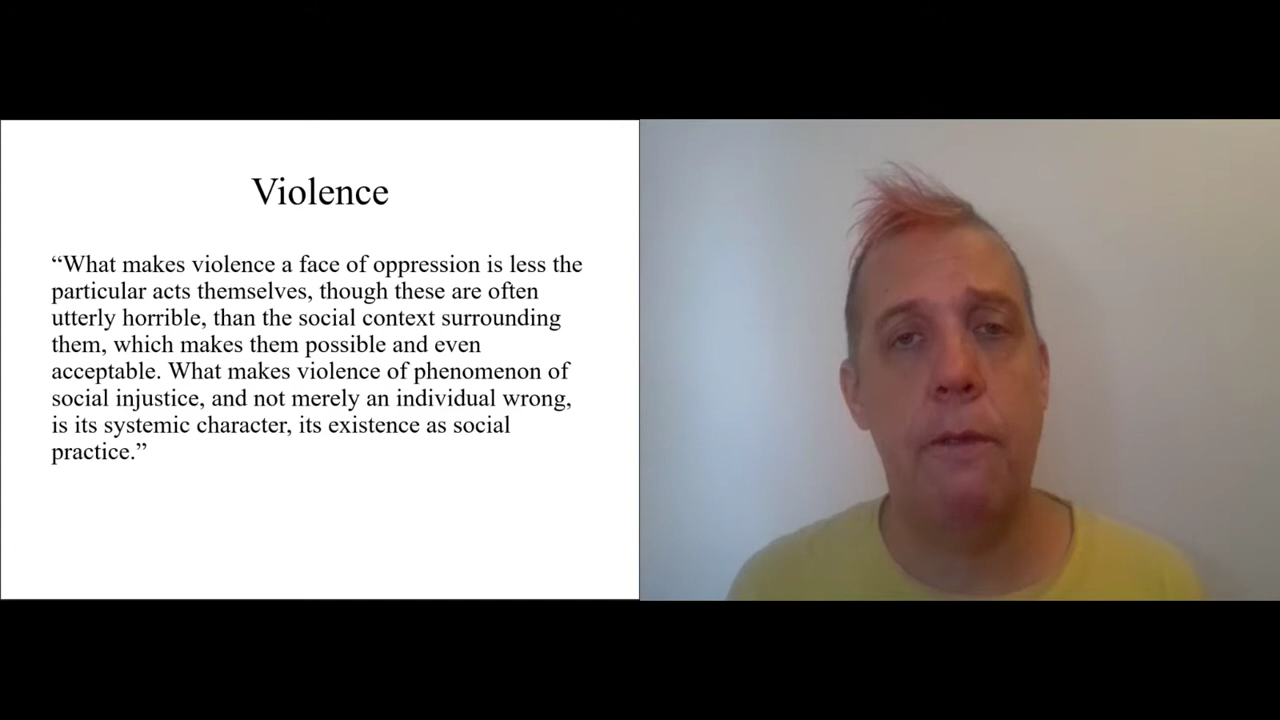 Violence
“What makes violence a face of oppression is less the
particular acts themselves, though these are often
utterly horrible, than the social context surrounding
them, which makes them possible and even
acceptable. What makes violence of phenomenon of
social injustice, and not merely an individual wrong,
is its systemic character, its existence as social
practice.”